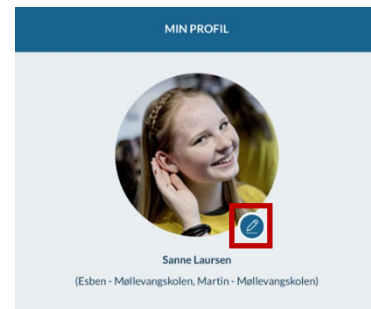 MIN PROFIL
Sanne Laursen
(Esben - Møllevangskolen, Martin - Møllevangskolen)